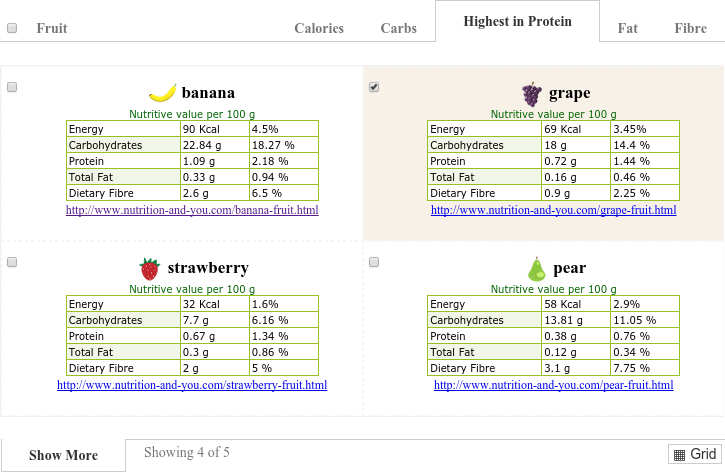 Fruit Calories Carbs Highest in Protein Fat Fibre
banana
Nutritive value per 100 g
Energy 90 Kcal 4.5%
Carbohydrates 22.84 g 18.27 %
Protein 1.09 g 2.18 %
Total Fat 0.33 g 0.94 %
Dietary Fibre 2.6 g 6.5 %
http://www.nutrition-and-you.com/banana-fruit.html
grape
Nutritive value per 100 g
Energy 69 Kcal 3.45%
Carbohydrates 18 g 14.4 %
Protein 0.72 g 1.44 %
Total Fat 0.16 g 0.46 %
Dietary Fibre 0.9 g 2.25 %
http://www.nutrition-and-you.com/grape-fruit.html
strawberry
Nutritive value per 100 g
Energy 32 Kcal 1.6%
Carbohydrates 7.7 g 6.16 %
Protein 0.67 g 1.34 %
Total Fat 0.3 g 0.86 %
Dietary Fibre 2 g 5 %
http://www.nutrition-and-you.com/strawberry-fruit.html
pear
Nutritive value per 100 g
Energy 58 Kcal 2.9%
Carbohydrates 13.81 g 11.05 %
Protein 0.38 g 0.76 %
Total Fat 0.12 g 0.34 %
Dietary Fibre 3.1 g 7.75 %
http://www.nutrition-and-you.com/pear-fruit.html
Show More Showing 4 of 5 Grid